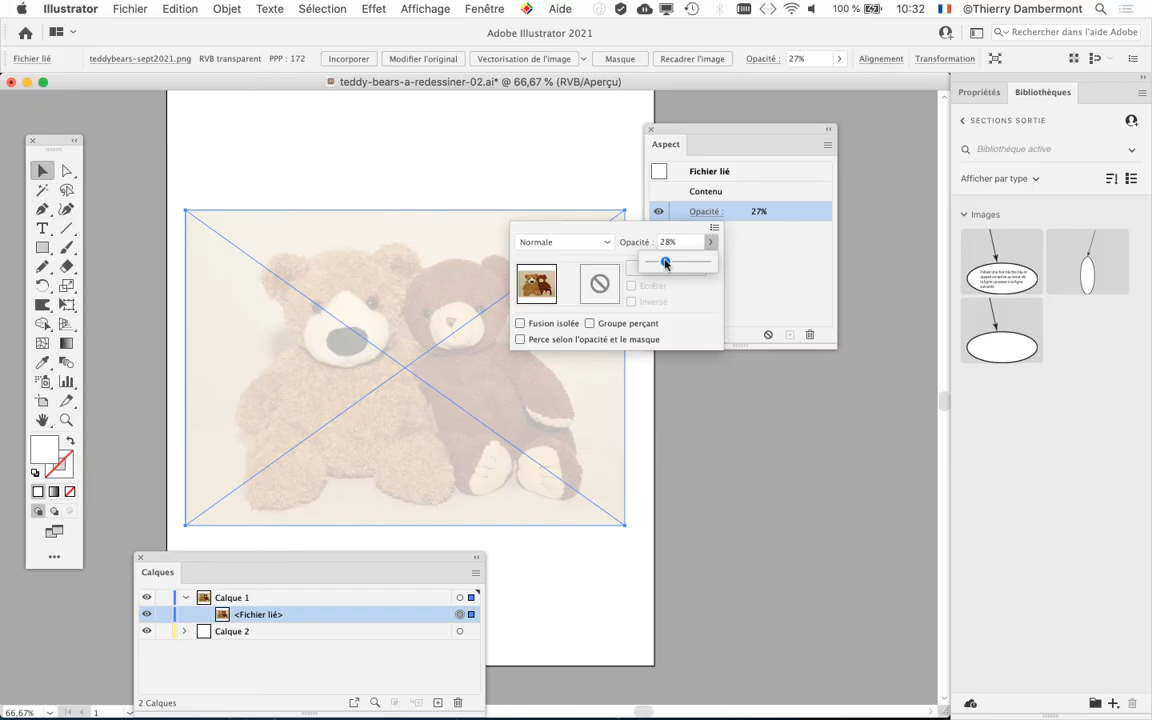 Illustrator Fichier Edition Objet Texte Sélection Effet Affichage Fenêtre Aide 100 % 10:32 ©Thierry Dambermont
Adobe Illustrator 2021
Rechercher dans l'aide Adobe
Fichier lié teddybears-sept2021.png RVB transparent PPP : 172 Incorporer Modifier l'original Vectorisation de l'image Masque Recadrer l'image Opacité : 27% Alignement Transformation
teddy-bears-a-redessiner-02.ai* @ 66,67 % (RVB/Aperçu)
Propriétés Bibliothèques
SECTIONS SORTIE
Bibliothèque active
Afficher par type
Images
Aspect
Fichier lié
Contenu
Opacité : 27%
Normale Opacité : 28%
Ecrêter
Inversé
Fusion isolée Groupe perçant
Perce selon l'opacité et le masque
Calques
Calque 1
<Fichier lié>
Calque 2
2 Calques
66,67% 1